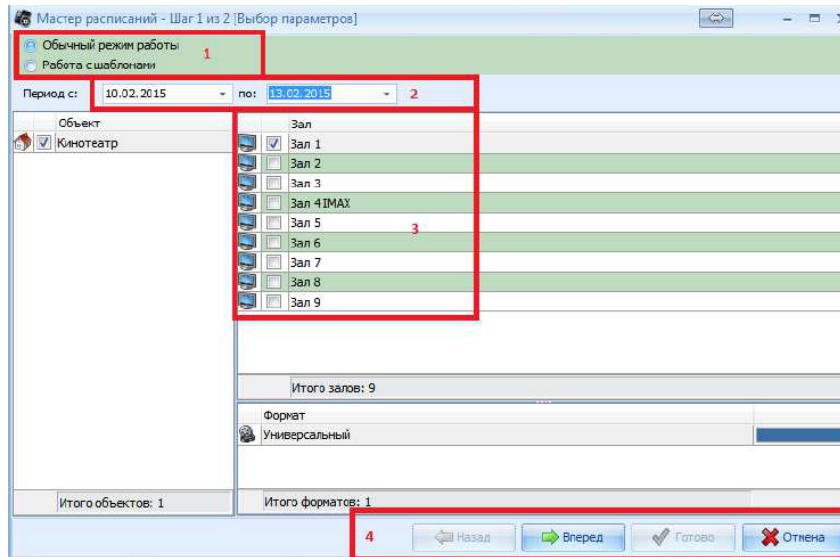 Мастер расписаний - Шаг 1 из 2 [Выбор параметров]
Обычный режим работы
1
Работа с шаблонами
Период с: 10.02.2015 по: 13.02.2015 2
Объект
Кинотеатр
Зал
Зал 1
Зал 2
Зал 3
Зал 4 IMAX
Зал 5
3
Зал 6
Зал 7
Зал 8
Зал 9
Итого залов: 9
Формат
Универсальный
Итого объектов: 1
Итого форматов: 1
4 Назад Вперед Готово Отмена